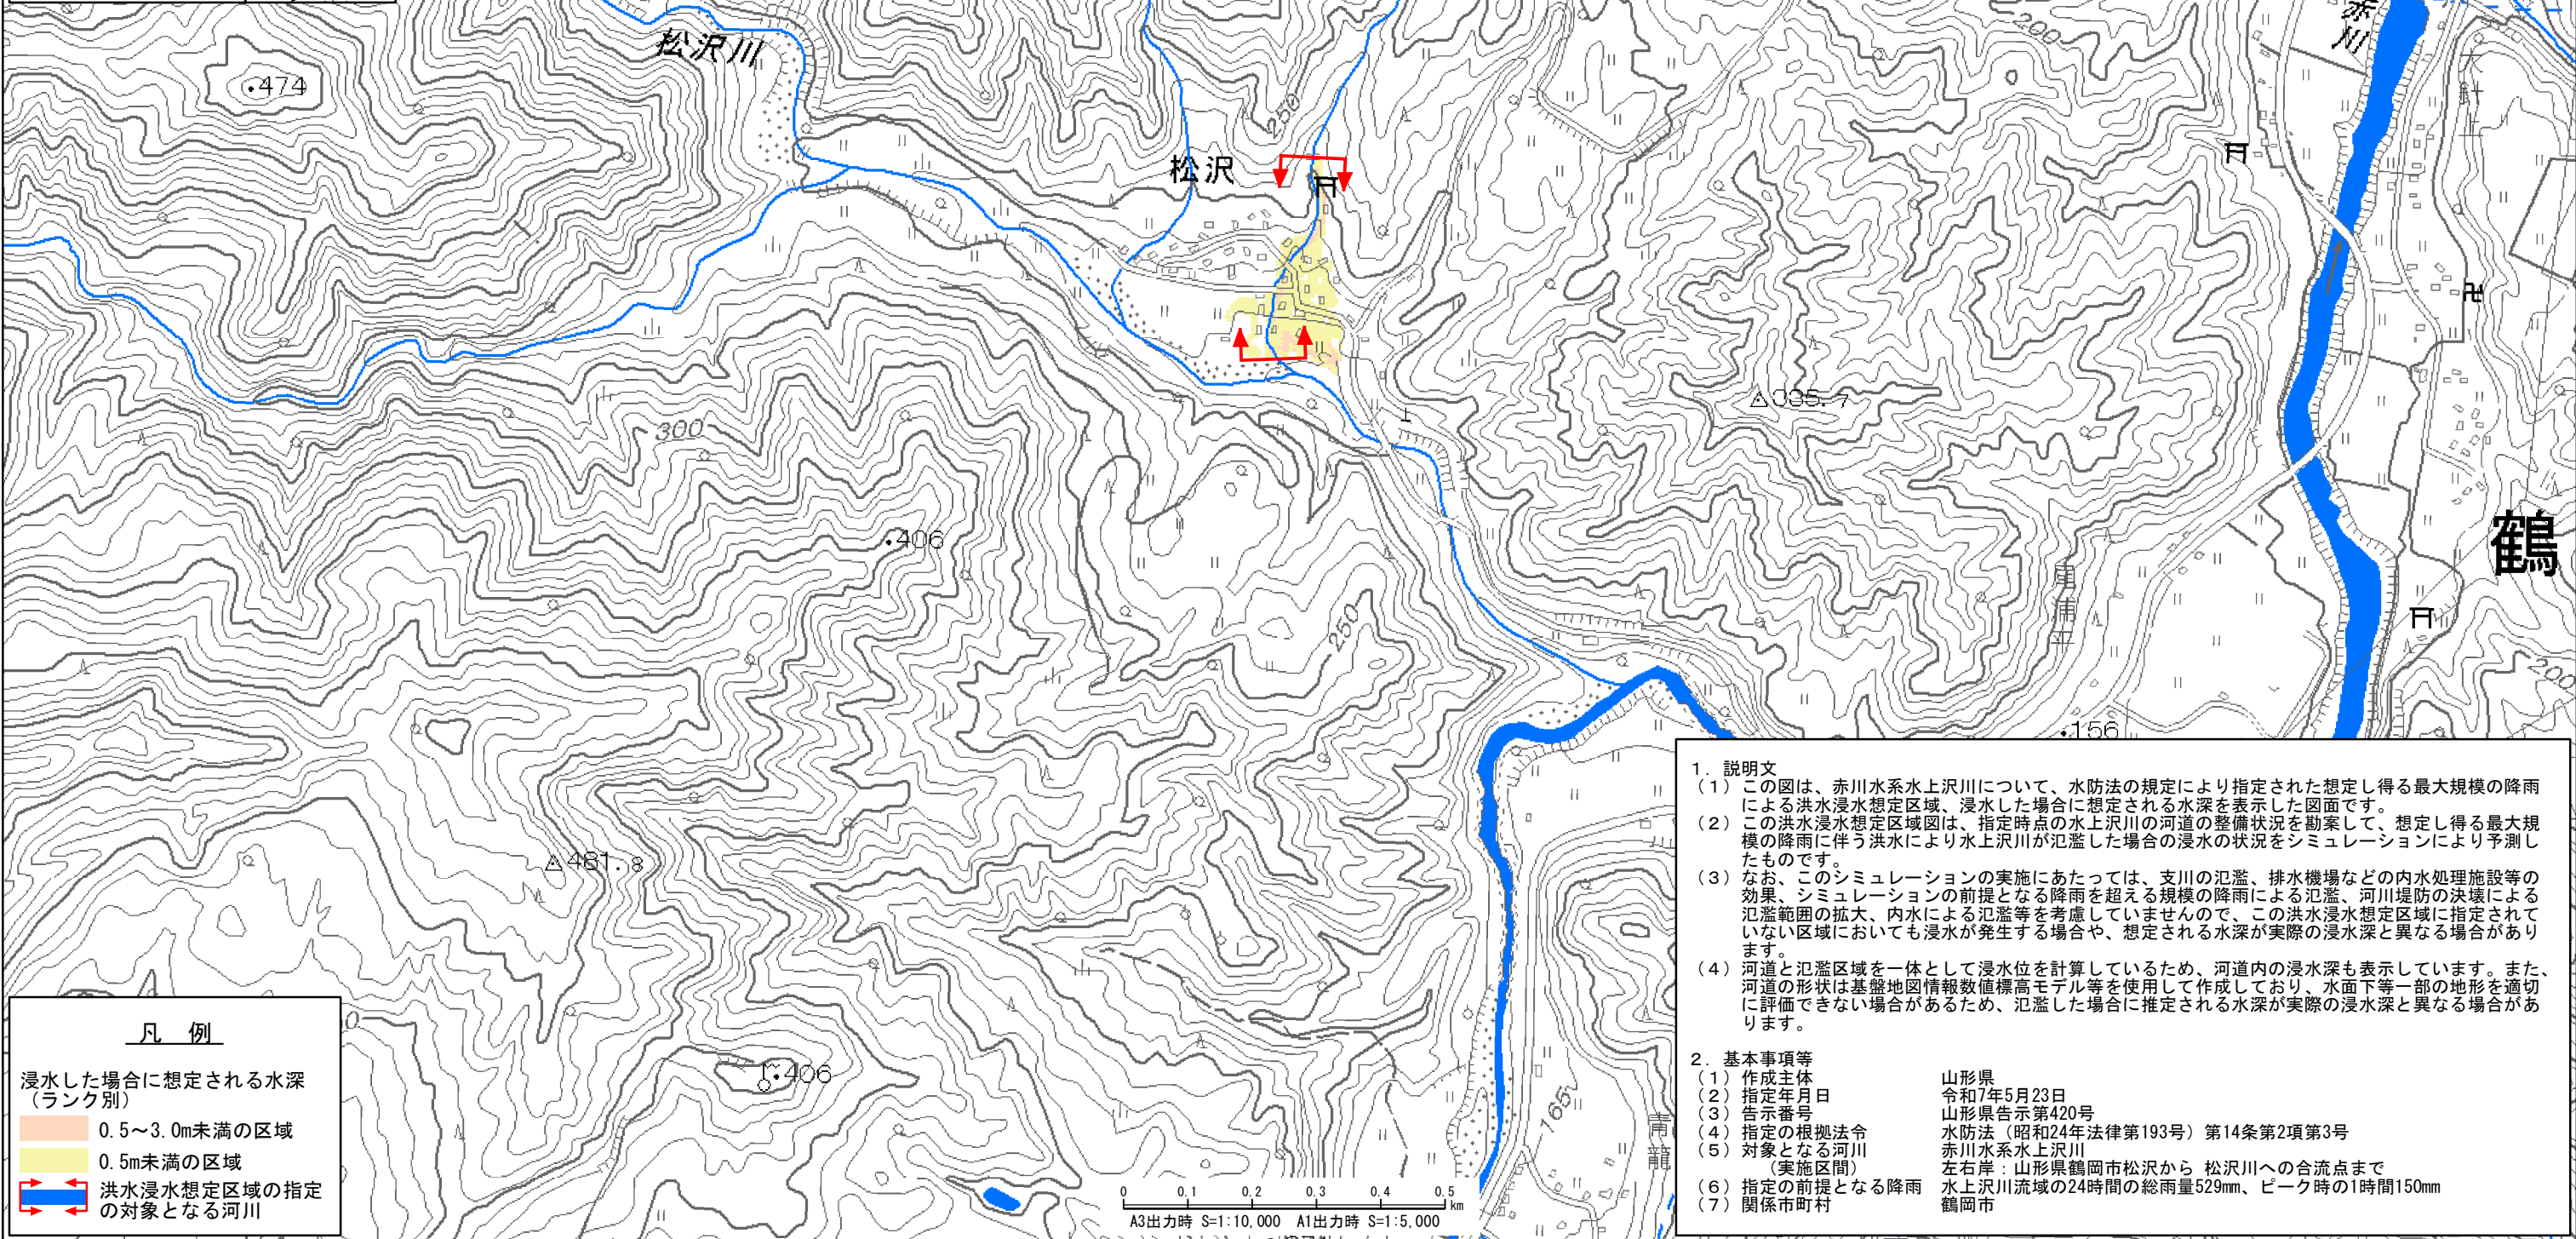 松沢川
474
200
赤川
250
松沢
335.7
300
406
鶴
250
200
156
481.8
406
165
凡 例
浸水した場合に想定される水深
(ランク別)
0.5~3.0m未満の区域
0.5m未満の区域
洪水浸水想定区域の指定
の対象となる河川
0 0.1 0.2 0.3 0.4 0.5
km
A3出力時 S=1:10,000 A1出力時 S=1:5,000
1. 説明文
(1)この図は、赤川水系水上沢川について、水防法の規定により指定された想定し得る最大規模の降雨
による洪水浸水想定区域、浸水した場合に想定される水深を表示した図面です。
(2)この洪水浸水想定区域図は、指定時点の水上沢川の河道の整備状況を勘案して、想定し得る最大規
模の降雨に伴う洪水により水上沢川が氾濫した場合の浸水の状況をシミュレーションにより予測し
たものです。
(3)なお、このシミュレーションの実施にあたっては、支川の氾濫、排水機場などの内水処理施設等の
効果、シミュレーションの前提となる降雨を超える規模の降雨による氾濫、河川堤防の決壊による
氾濫範囲の拡大、内水による氾濫等を考慮していませんので、この洪水浸水想定区域に指定されて
いない区域においても浸水が発生する場合や、想定される水深が実際の浸水深と異なる場合があり
ます。
(4)河道と氾濫区域を一体として浸水位を計算しているため、河道内の浸水深も表示しています。また、
河道の形状は基盤地図情報数値標高モデル等を使用して作成しており、水面下等一部の地形を適切
に評価できない場合があるため、氾濫した場合に推定される水深が実際の浸水深と異なる場合があ
ります。
2. 基本事項等
(1)作成主体 山形県
(2)指定年月日 令和7年5月23日
(3)告示番号 山形県告示第420号
(4)指定の根拠法令 水防法(昭和24年法律第193号)第14条第2項第3号
(5)対象となる河川 赤川水系水上沢川
(実施区間) 左右岸:山形県鶴岡市松沢から 松沢川への合流点まで
(6)指定の前提となる降雨 水上沢川流域の24時間の総雨量529mm、ピーク時の1時間150mm
(7)関係市町村 鶴岡市